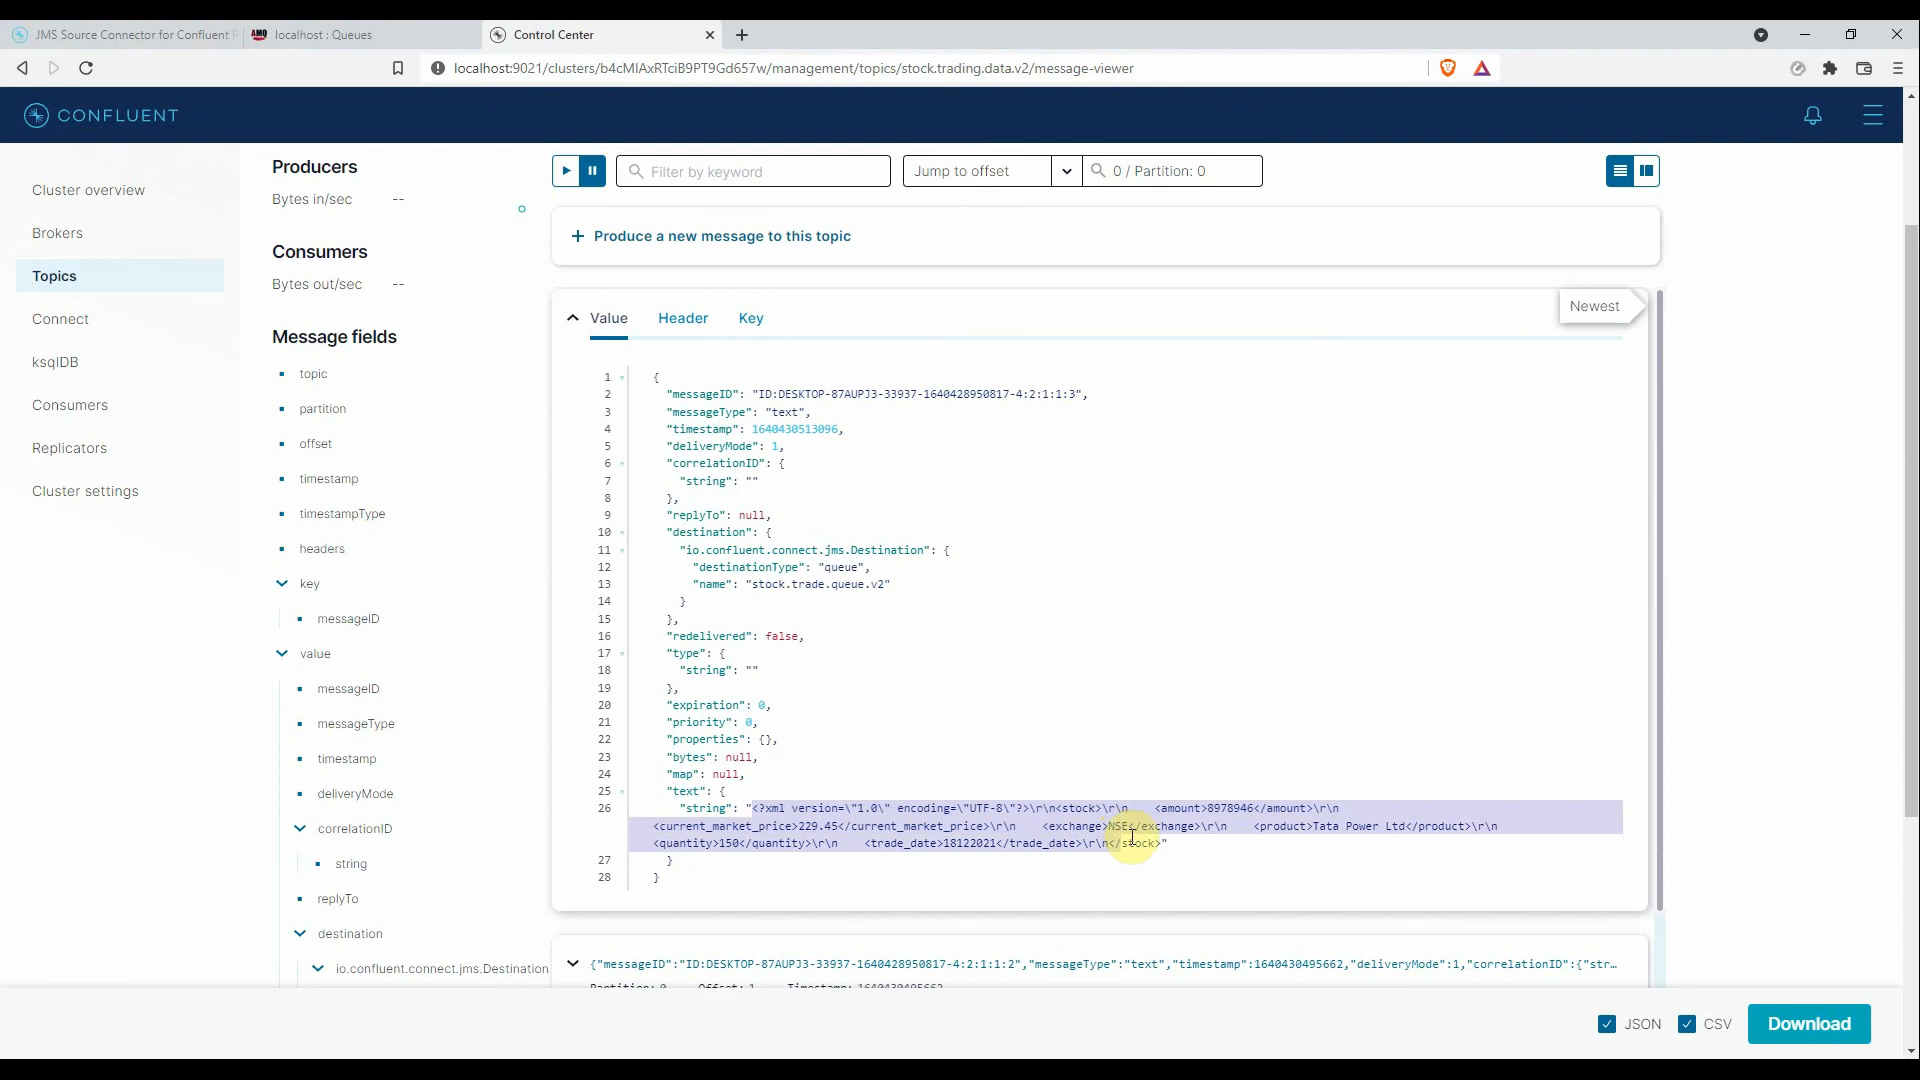 JMS Source Connector for Confluent P
AMQ localhost : Queues
Control Center
localhost:9021/clusters/b4cMlAxRTciB9PT9Gd657w/management/topics/stock.trading.data.v2/message-viewer
CONFLUENT
Cluster overview
Brokers
Topics
Connect
ksqlDB
Consumers
Replicators
Cluster settings
Producers
Bytes in/sec --
Consumers
Bytes out/sec --
Message fields
topic
partition
offset
timestamp
timestampType
headers
key
messageID
value
messageID
messageType
timestamp
deliveryMode
correlationID
string
replyTo
destination
io.confluent.connect.jms.Destination
Filter by keyword
Jump to offset
0 / Partition: 0
+ Produce a new message to this topic
Value Header Key
Newest
1 {
2 "messageID": "ID:DESKTOP-87AUPJ3-33937-1640428950817-4:2:1:1:3",
3 "messageType": "text",
4 "timestamp": 1640430513096,
5 "deliveryMode": 1,
6 "correlationID": {
7 "string": ""
8 },
9 "replyTo": null,
10 "destination": {
11 "io.confluent.connect.jms.Destination": {
12 "destinationType": "queue",
13 "name": "stock.trade.queue.v2"
14 }
15 },
16 "redelivered": false,
17 "type": {
18 "string": ""
19 },
20 "expiration": 0,
21 "priority": 0,
22 "properties": {},
23 "bytes": null,
24 "map": null,
25 "text": {
26 "string": "<?xml version=\"1.0\" encoding=\"UTF-8\"?>\r\n<stock>\r\n    <amount>8978946</amount>\r\n
<current_market_price>229.45</current_market_price>\r\n    <exchange>NSE</exchange>\r\n    <product>Tata Power Ltd</product>\r\n
<quantity>150</quantity>\r\n    <trade_date>18122021</trade_date>\r\n</stock>"
27 }
28 }
{"messageID":"ID:DESKTOP-87AUPJ3-33937-1640428950817-4:2:1:1:2","messageType":"text","timestamp":1640430495662,"deliveryMode":1,"correlationID":{"str…
Partition: 0 Offset: 1 Timestamp: 1640430495662
JSON CSV Download